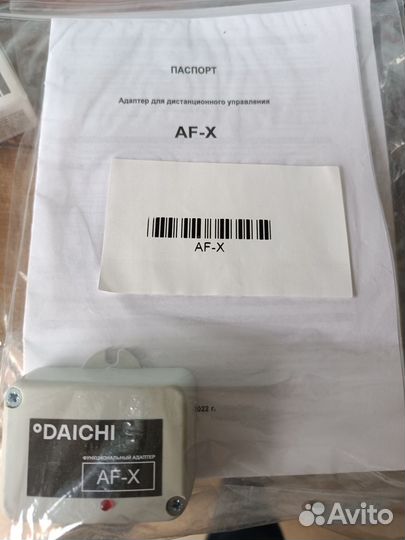 ПАСПОРТ
Адаптер для дистанционного управления
AF-X
AF-X
2022 г.
°DAICHI
ФУНКЦИОНАЛЬНЫЙ АДАПТЕР
AF-X
Avito